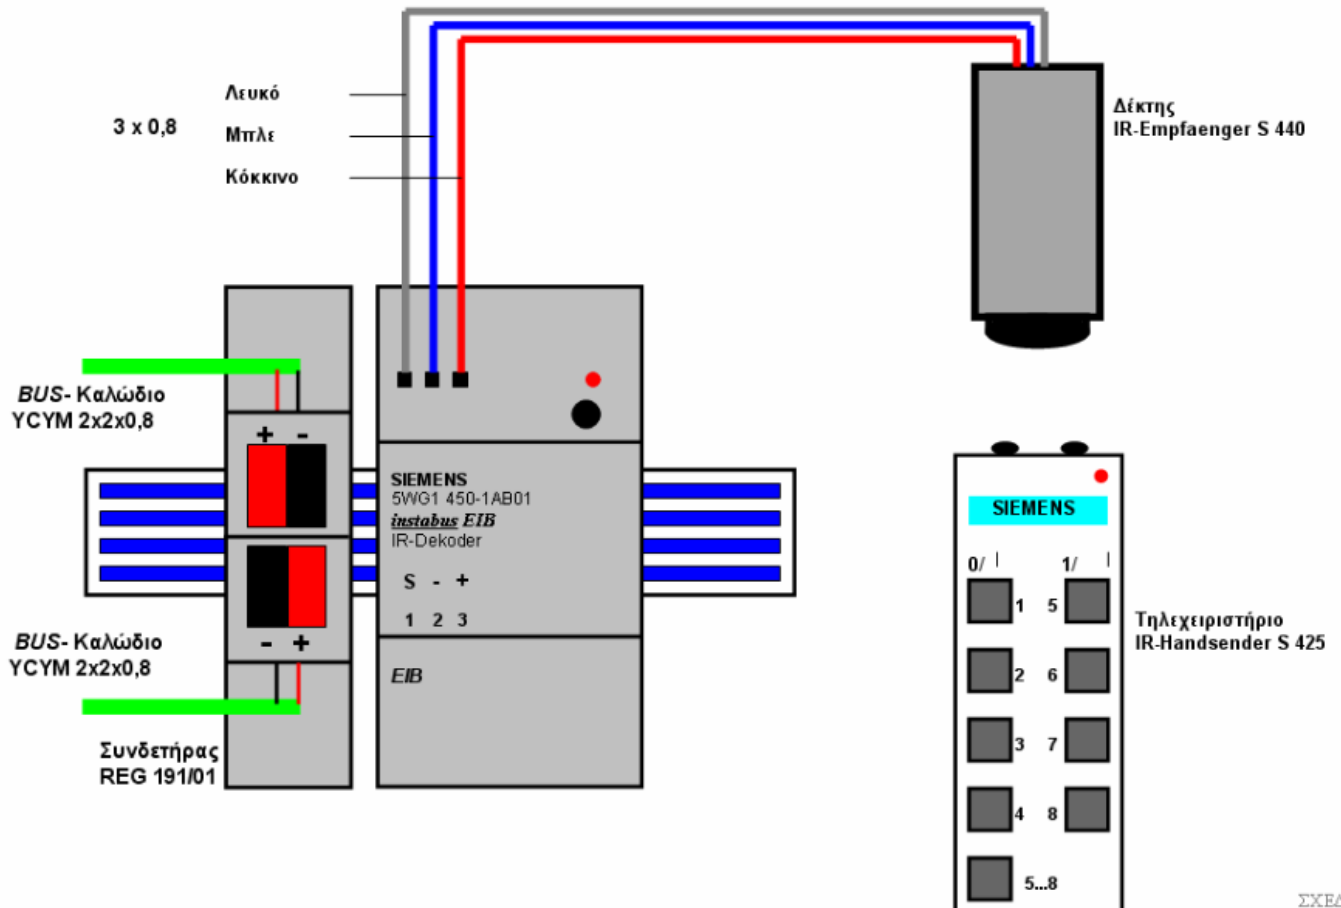 Λευκό
3 x 0,8
Μπλε
Κόκκινο
Δέκτης
IR-Empfaenger S 440
BUS- Καλώδιο
YCYM 2x2x0,8
+ -
SIEMENS
5WG1 450-1AB01
instabus EIB
IR-Dekoder
S - +
1 2 3
EIB
- +
BUS- Καλώδιο
YCYM 2x2x0,8
Συνδετήρας
REG 191/01
SIEMENS
0/ | 1/ |
1 5
2 6
3 7
4 8
5...8
Τηλεχειριστήριο
IR-Handsender S 425